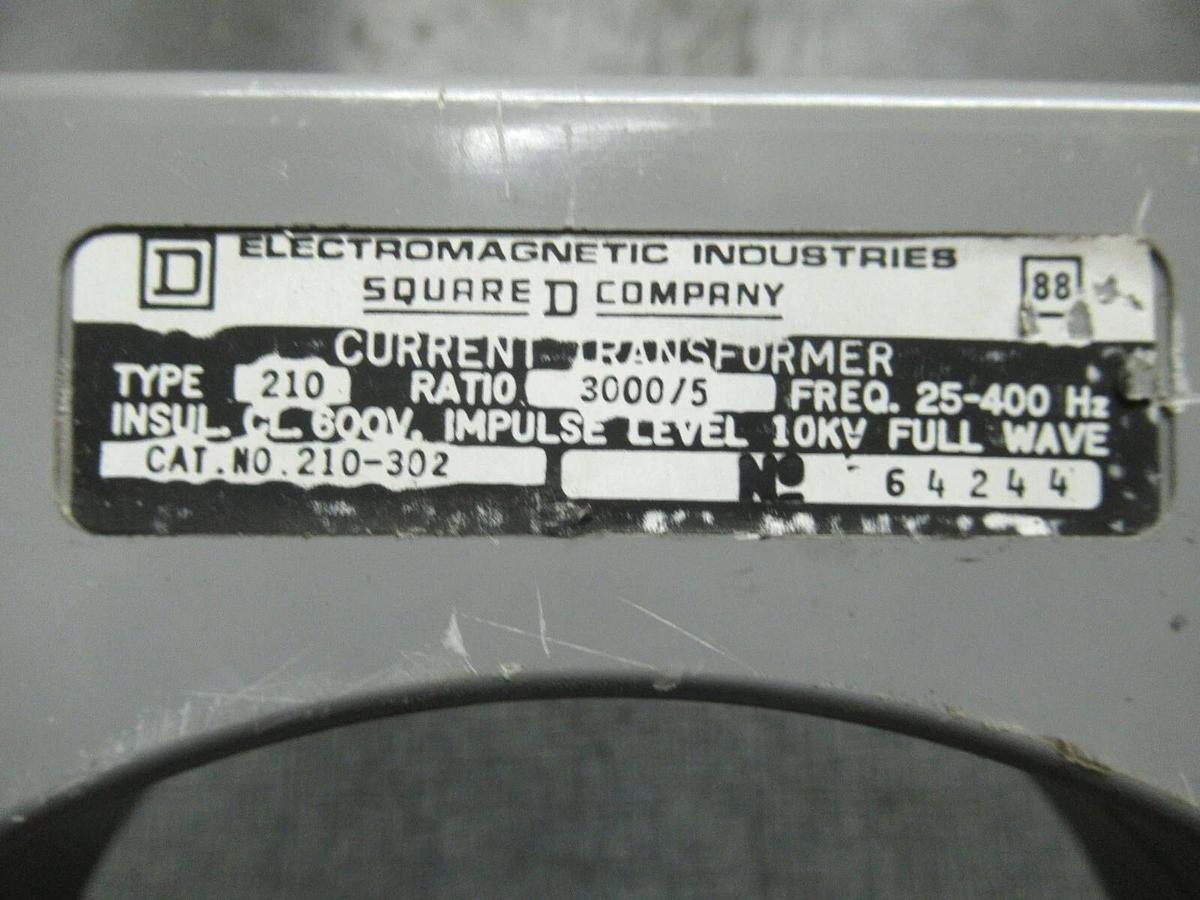 D
ELECTROMAGNETIC INDUSTRIES
SQUARE D COMPANY
88
CURRENT TRANSFORMER
TYPE 210 RATIO 3000/5 FREQ. 25-400 Hz
INSUL. CL. 600V. IMPULSE LEVEL 10KV FULL WAVE
CAT.NO.210-302 Nº 64244